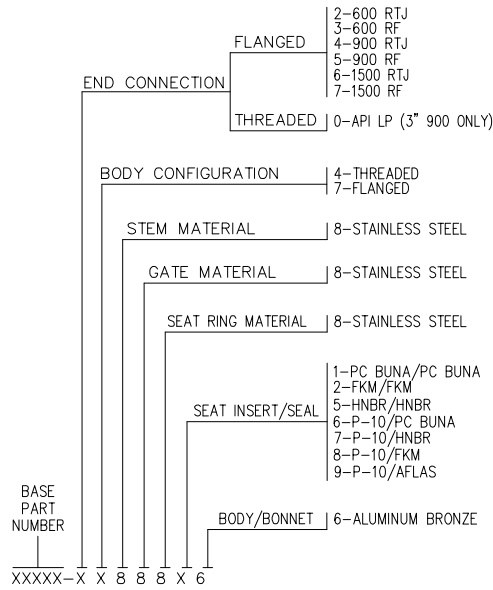 2-600 RTJ
3-600 RF
4-900 RTJ
5-900 RF
6-1500 RTJ
7-1500 RF
FLANGED
END CONNECTION
THREADED
0-API LP (3" 900 ONLY)
BODY CONFIGURATION
4-THREADED
7-FLANGED
STEM MATERIAL
8-STAINLESS STEEL
GATE MATERIAL
8-STAINLESS STEEL
SEAT RING MATERIAL
8-STAINLESS STEEL
SEAT INSERT/SEAL
1-PC BUNA/PC BUNA
2-FKM/FKM
5-HNBR/HNBR
6-P-10/PC BUNA
7-P-10/HNBR
8-P-10/FKM
9-P-10/AFLAS
BODY/BONNET
6-ALUMINUM BRONZE
BASE
PART
NUMBER
XXXXX-X X 8 8 8 X 6